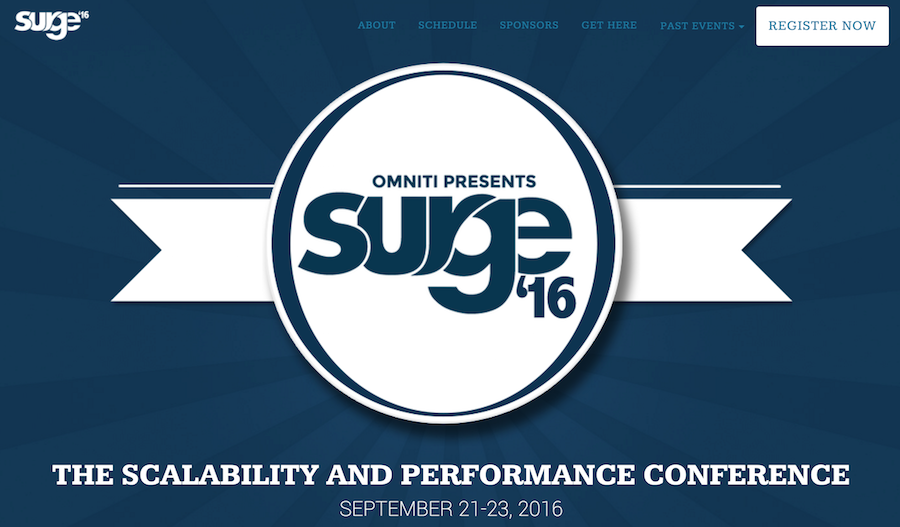 surge '16
ABOUT SCHEDULE SPONSORS GET HERE PAST EVENTS REGISTER NOW
OMNITI PRESENTS
surge
'16
THE SCALABILITY AND PERFORMANCE CONFERENCE
SEPTEMBER 21-23, 2016